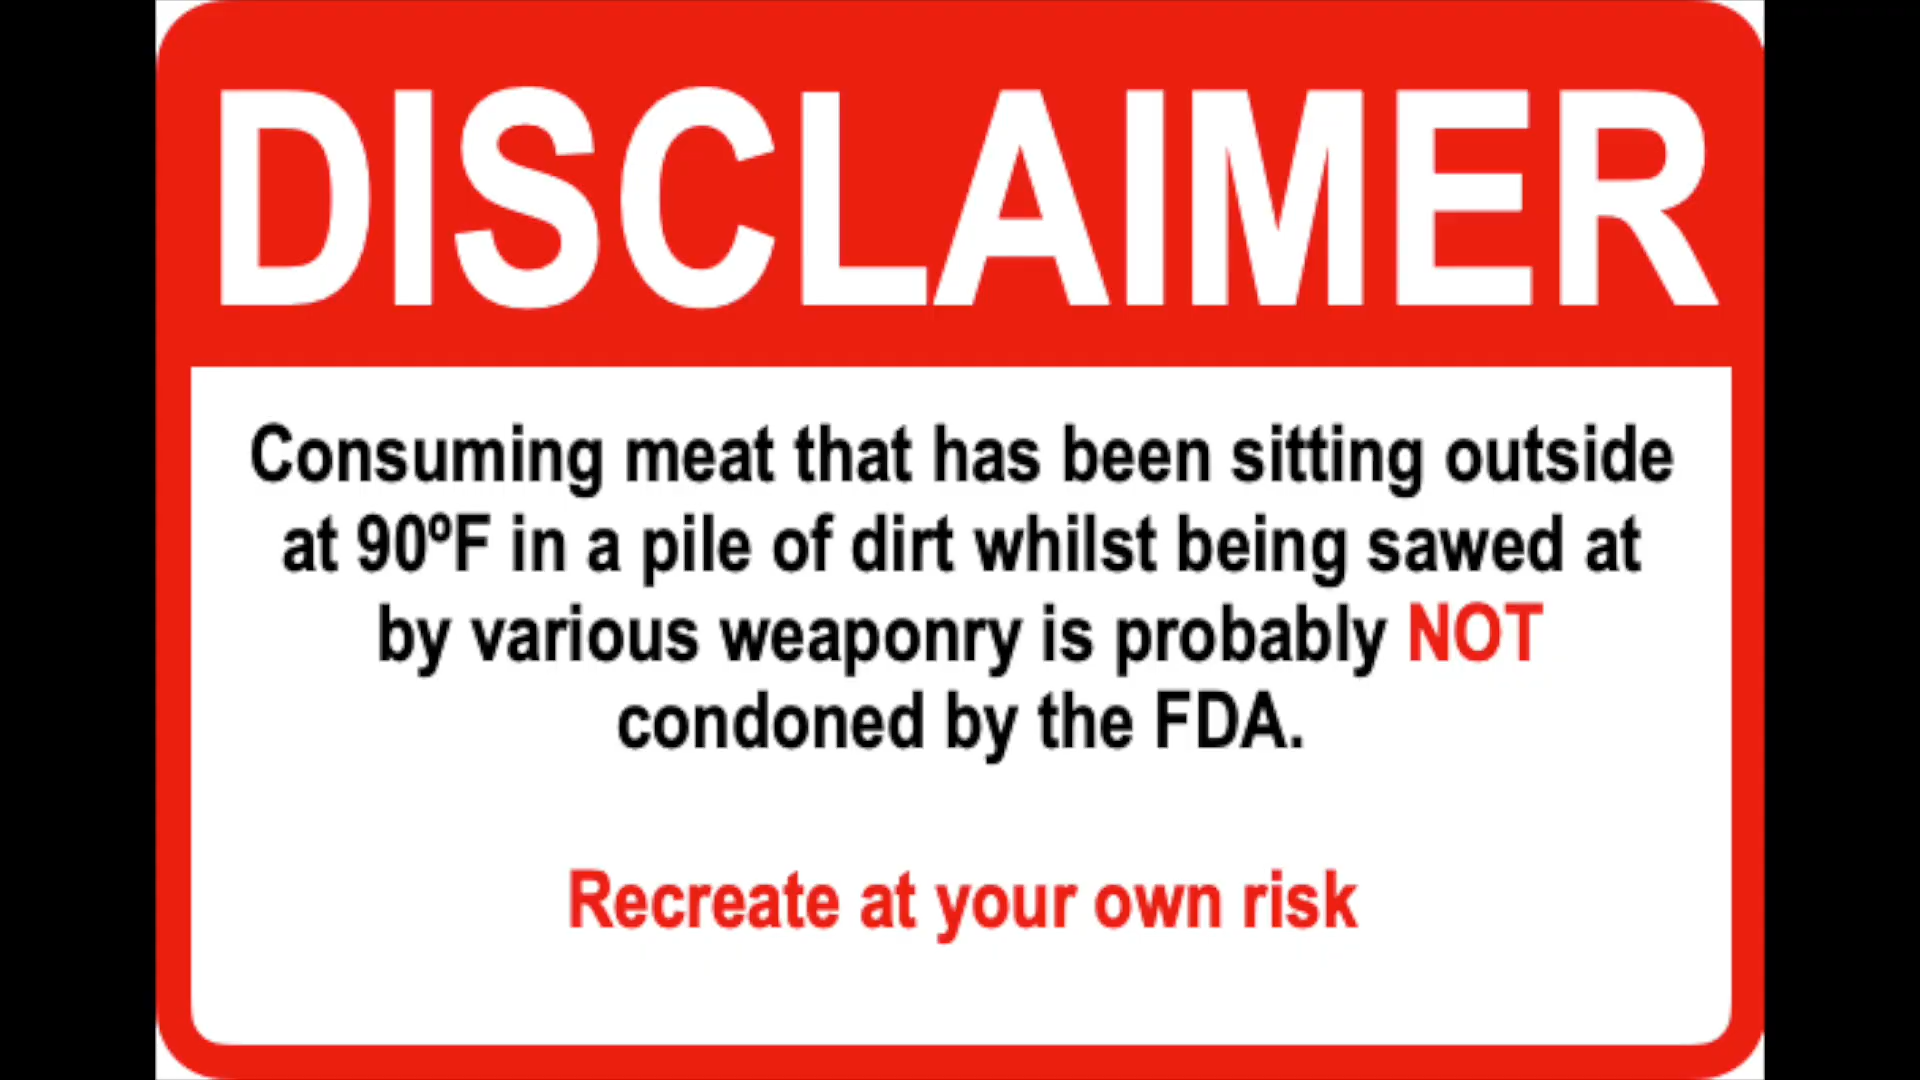 DISCLAIMER
Consuming meat that has been sitting outside
at 90ºF in a pile of dirt whilst being sawed at
by various weaponry is probably NOT
condoned by the FDA.
Recreate at your own risk